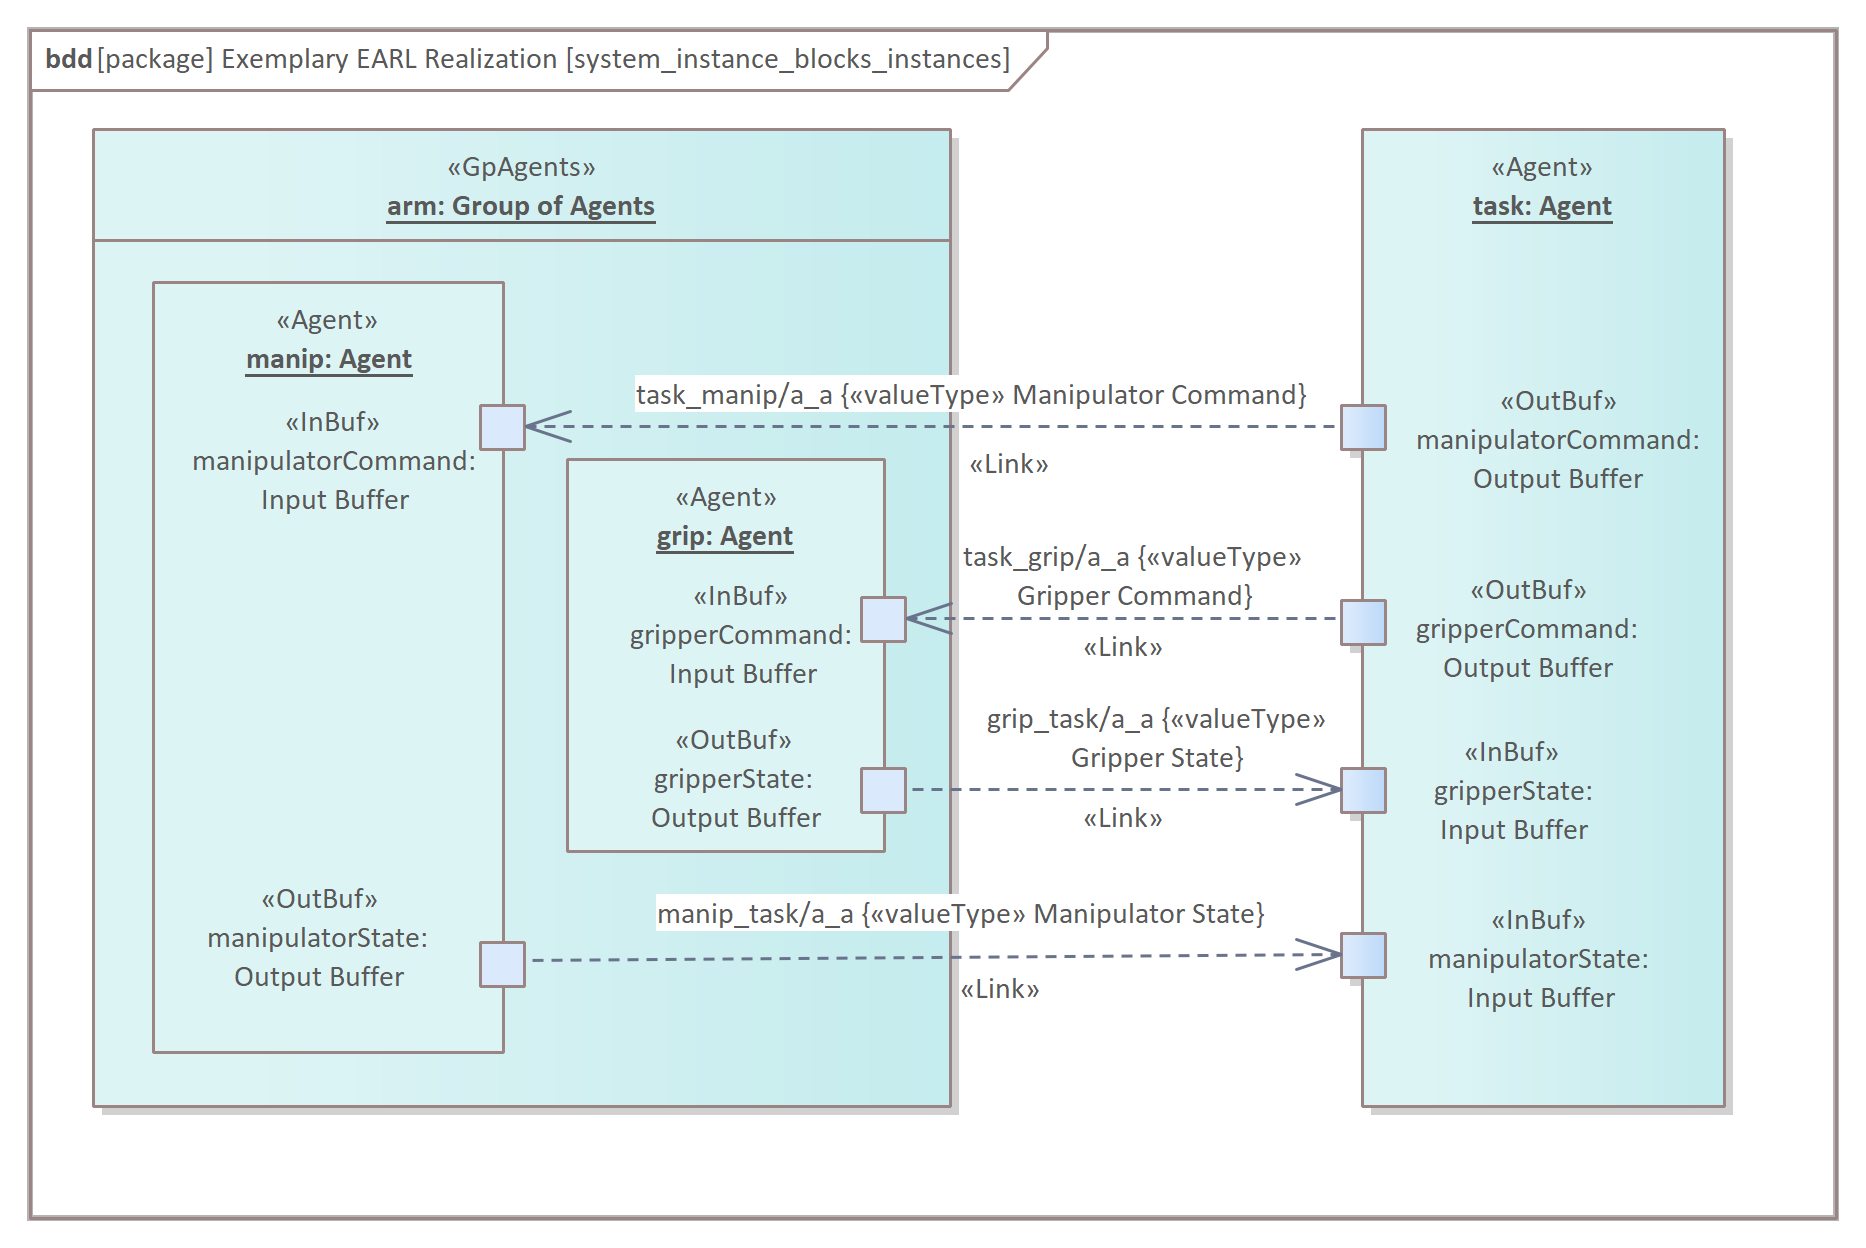 bdd [package] Exemplary EARL Realization [system_instance_blocks_instances]
«GpAgents»
arm: Group of Agents
«Agent»
manip: Agent
«InBuf»
manipulatorCommand:
Input Buffer
«OutBuf»
manipulatorState:
Output Buffer
«Agent»
grip: Agent
«InBuf»
gripperCommand:
Input Buffer
«OutBuf»
gripperState:
Output Buffer
task_manip/a_a {«valueType» Manipulator Command}
«Link»
task_grip/a_a {«valueType»
Gripper Command}
«Link»
grip_task/a_a {«valueType»
Gripper State}
«Link»
manip_task/a_a {«valueType» Manipulator State}
«Link»
«Agent»
task: Agent
«OutBuf»
manipulatorCommand:
Output Buffer
«OutBuf»
gripperCommand:
Output Buffer
«InBuf»
gripperState:
Input Buffer
«InBuf»
manipulatorState:
Input Buffer